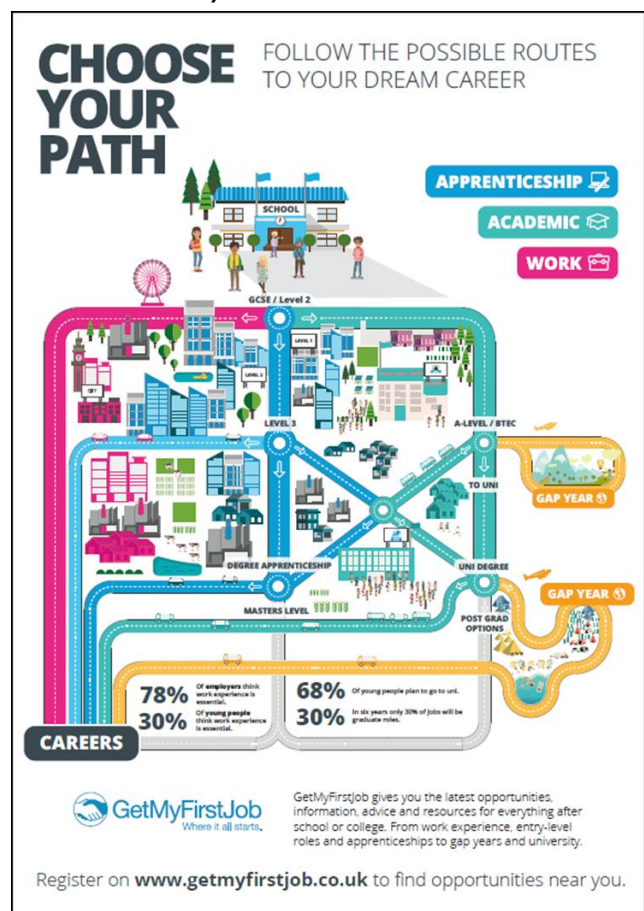 CHOOSE
YOUR
PATH
FOLLOW THE POSSIBLE ROUTES
TO YOUR DREAM CAREER
APPRENTICESHIP
ACADEMIC
WORK
SCHOOL
GCSE / Level 2
LEVEL 1
LEVEL 2
LEVEL 3
A-LEVEL / BTEC
TO UNI
GAP YEAR
DEGREE APPRENTICESHIP
UNI DEGREE
MASTERS LEVEL
GAP YEAR
POST GRAD
OPTIONS
78%
Of employers think
work experience is
essential.
30%
Of young people
think work experience
is essential.
68%
Of young people plan to go to uni.
30%
In six years only 30% of jobs will be
graduate roles.
CAREERS
GetMyFirstJob
Where it all starts.
GetMyFirstJob gives you the latest opportunities,
information, advice and resources for everything after
school or college. From work experience, entry-level
roles and apprenticeships to gap years and university.
Register on www.getmyfirstjob.co.uk to find opportunities near you.